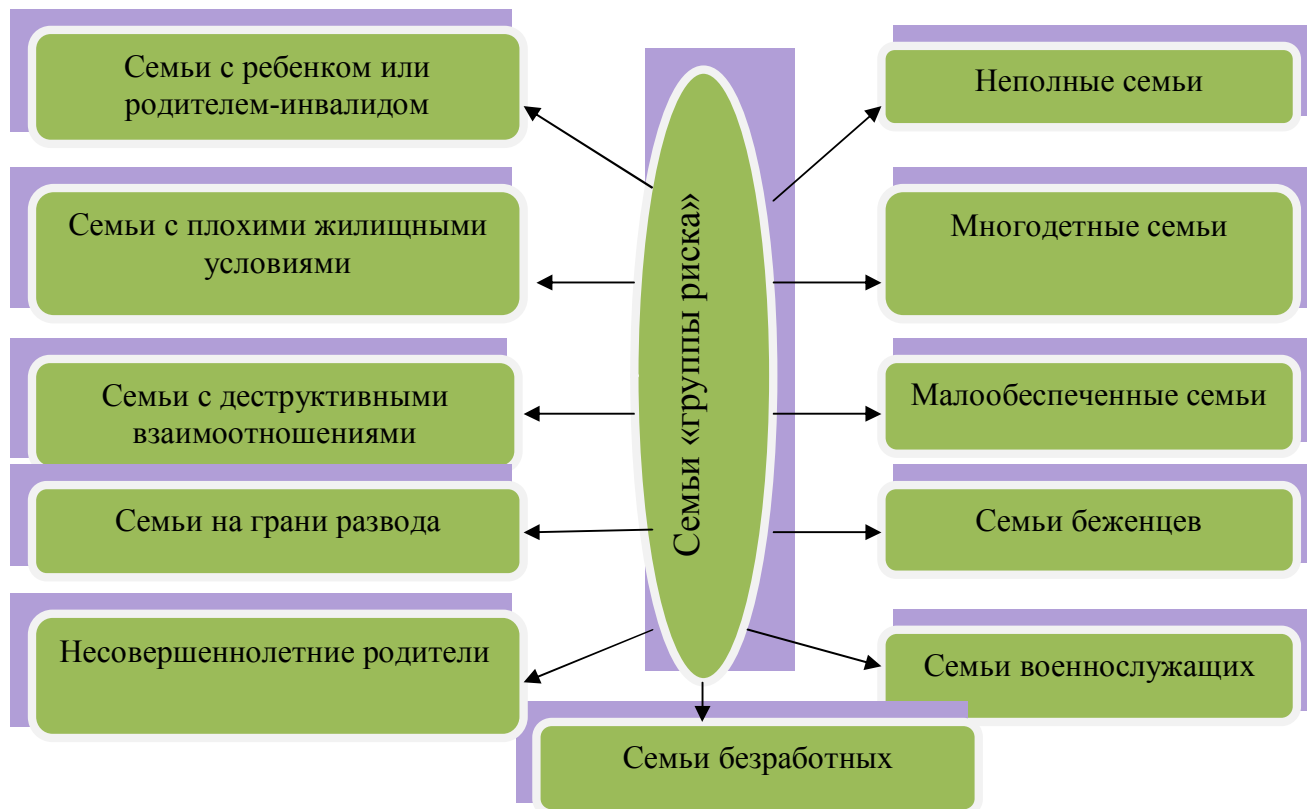 Семьи с ребенком или
родителем-инвалидом
Семьи с плохими жилищными
условиями
Семьи с деструктивными
взаимоотношениями
Семьи на грани развода
Несовершеннолетние родители
Семьи «группы риска»
Неполные семьи
Многодетные семьи
Малообеспеченные семьи
Семьи беженцев
Семьи военнослужащих
Семьи безработных